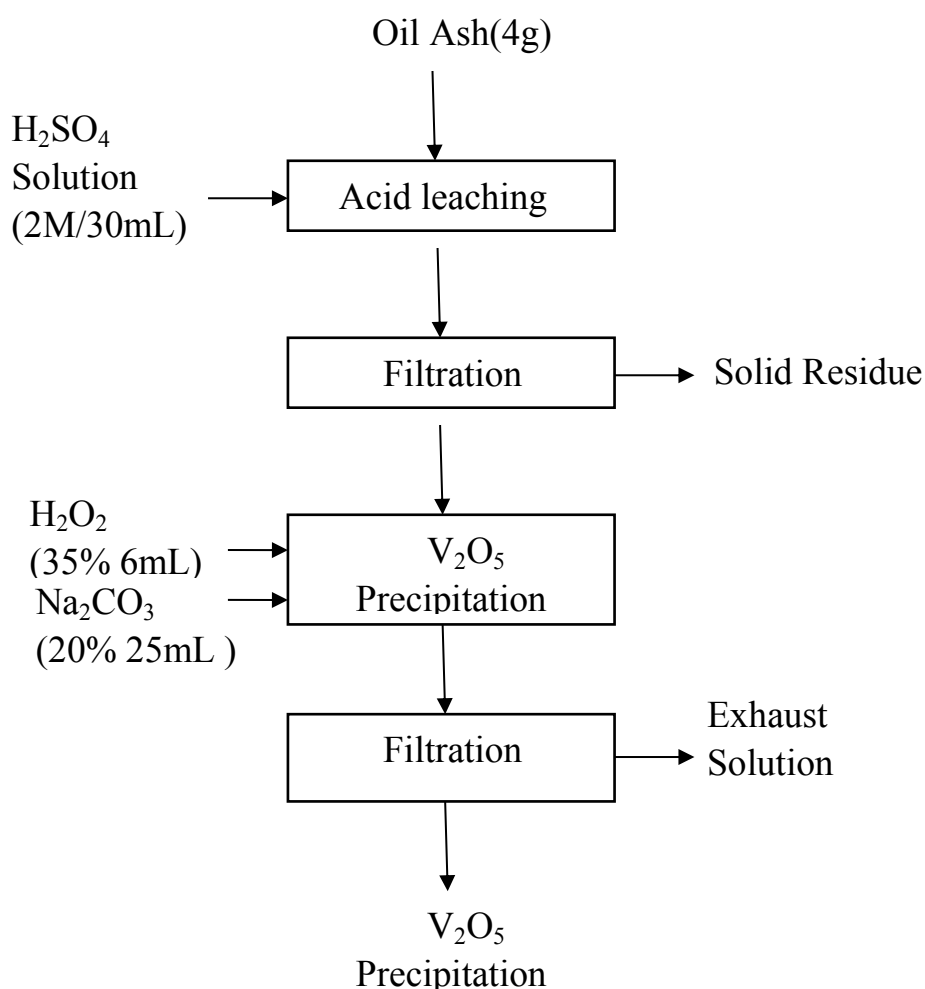 Oil Ash(4g)
H₂SO₄
Solution
(2M/30mL)
Acid leaching
Filtration
Solid Residue
H₂O₂
(35% 6mL)
Na₂CO₃
(20% 25mL )
V₂O₅
Precipitation
Filtration
Exhaust
Solution
V₂O₅
Precipitation